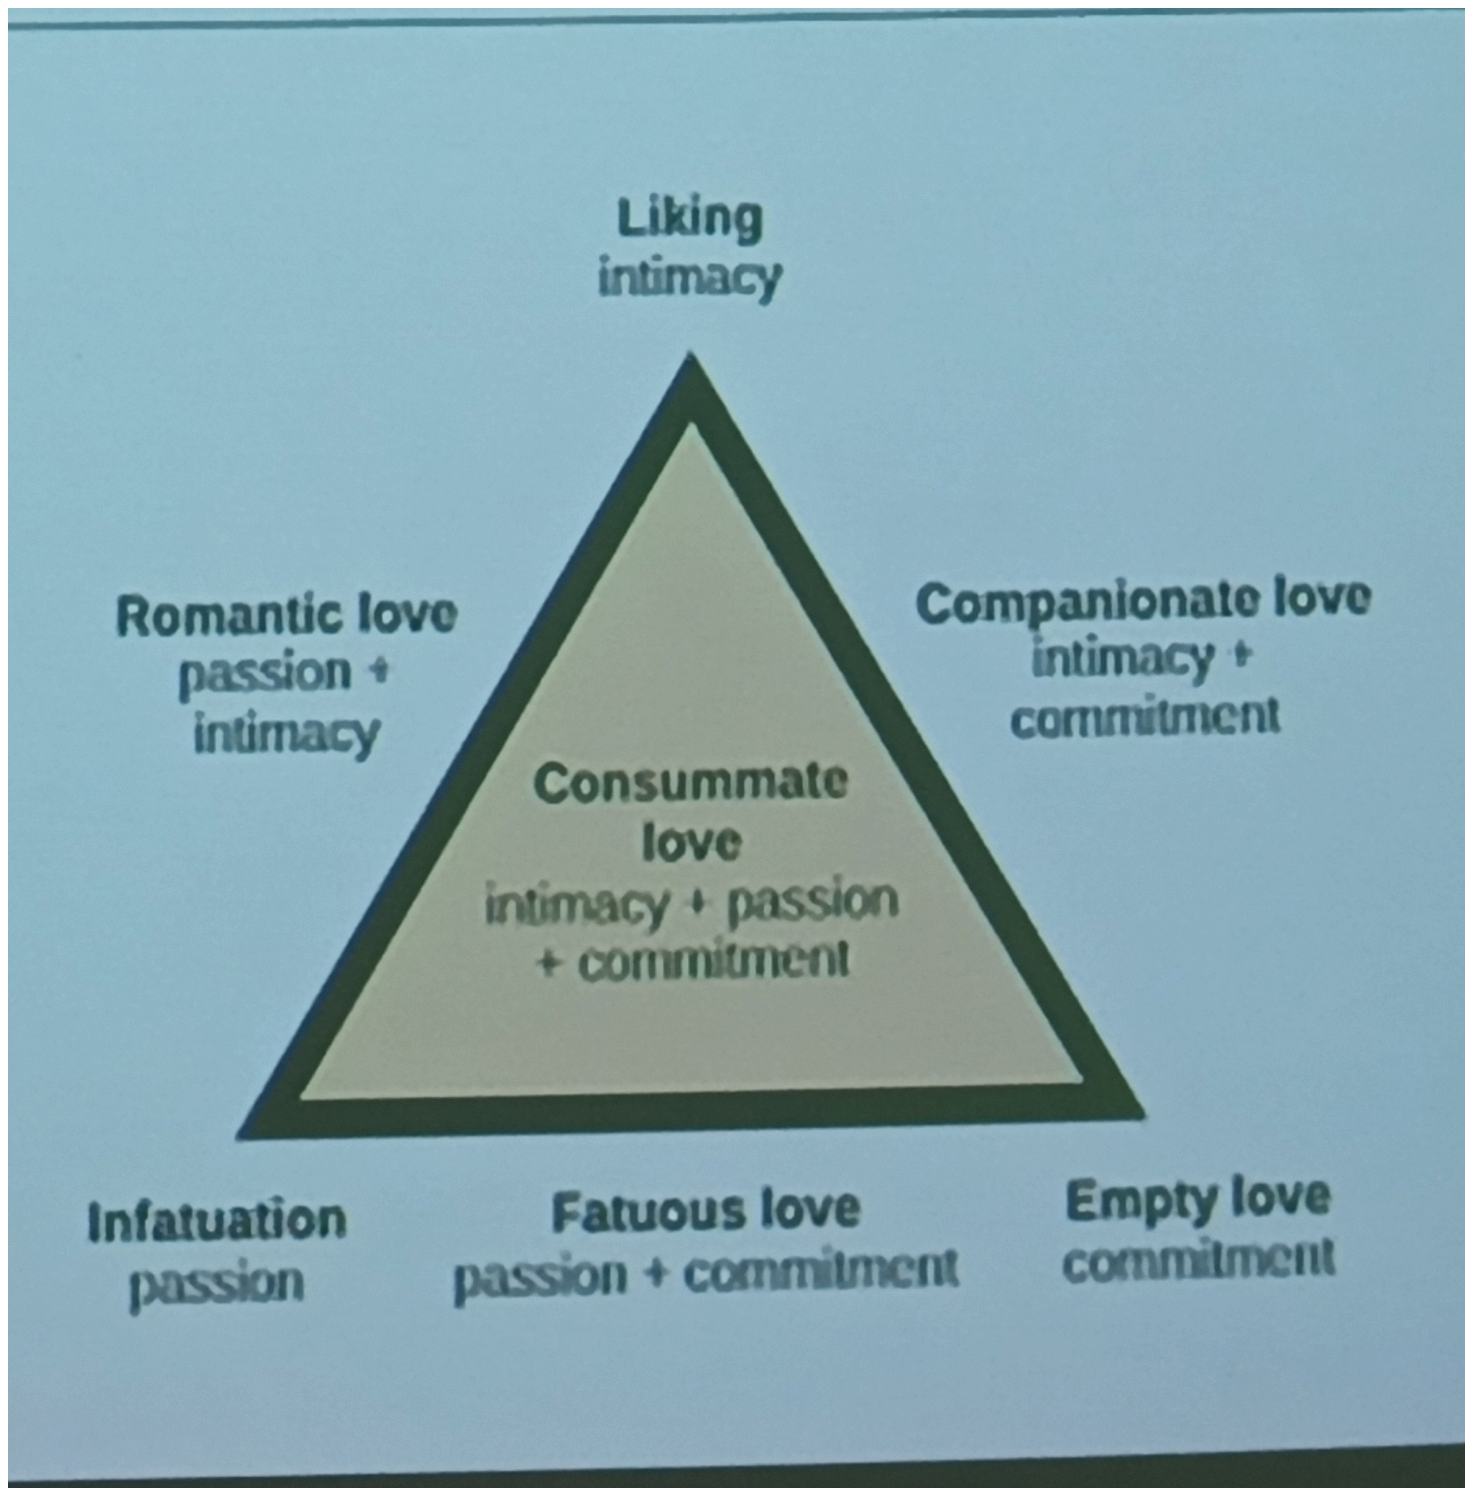 Liking
intimacy
Romantic love
passion +
intimacy
Companionate love
intimacy +
commitment
Consummate
love
intimacy + passion
+ commitment
Infatuation
passion
Fatuous love
passion + commitment
Empty love
commitment